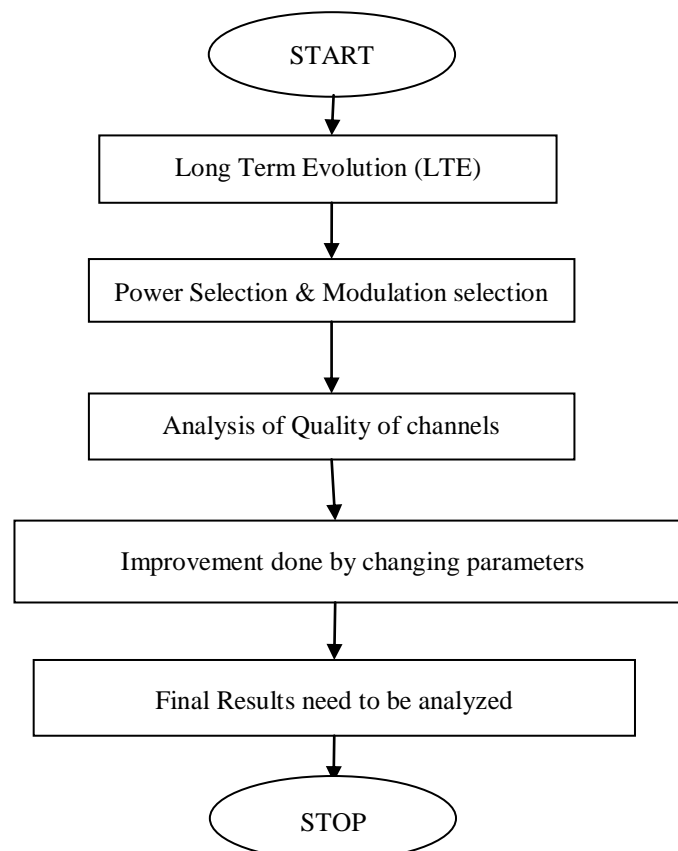 START
Long Term Evolution (LTE)
Power Selection & Modulation selection
Analysis of Quality of channels
Improvement done by changing parameters
Final Results need to be analyzed
STOP